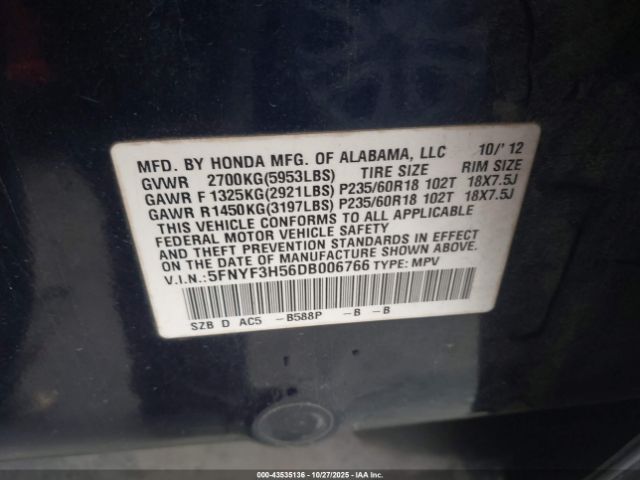 MFD. BY HONDA MFG. OF ALABAMA, LLC 10/'12
GVWR 2700KG(5953LBS) TIRE SIZE RIM SIZE
GAWR F 1325KG(2921LBS) P235/60R18 102T 18X7.5J
GAWR R1450KG(3197LBS) P235/60R18 102T 18X7.5J
THIS VEHICLE CONFORMS TO ALL APPLICABLE
FEDERAL MOTOR VEHICLE SAFETY
AND THEFT PREVENTION STANDARDS IN EFFECT
ON THE DATE OF MANUFACTURE SHOWN ABOVE.
V.I.N.:5FNYF3H56DB006766 TYPE: MPV
SZB D AC5 -B588P -B -B
000-43535136 - 10/27/2025 - IAAI.com